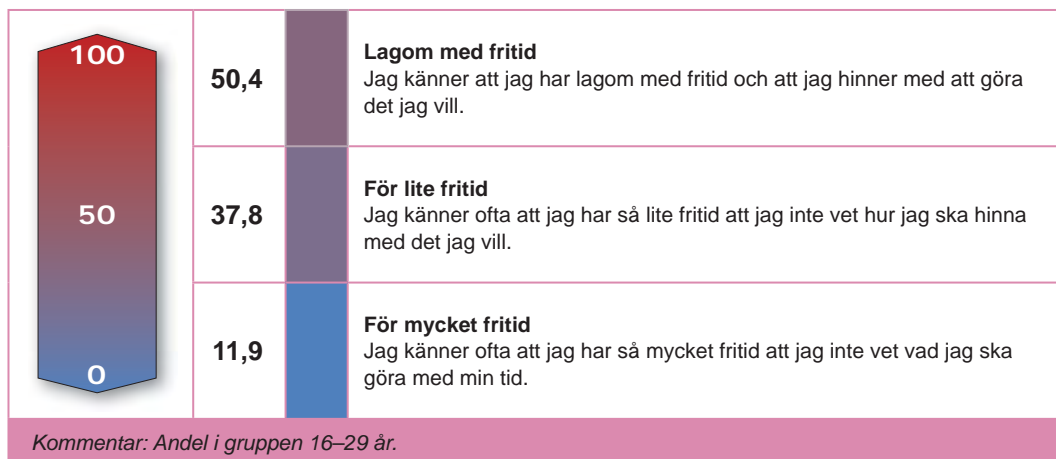 100
50
0
50,4
Lagom med fritid
Jag känner att jag har lagom med fritid och att jag hinner med att göra
det jag vill.
37,8
För lite fritid
Jag känner ofta att jag har så lite fritid att jag inte vet hur jag ska hinna
med det jag vill.
11,9
För mycket fritid
Jag känner ofta att jag har så mycket fritid att jag inte vet vad jag ska
göra med min tid.
Kommentar: Andel i gruppen 16–29 år.